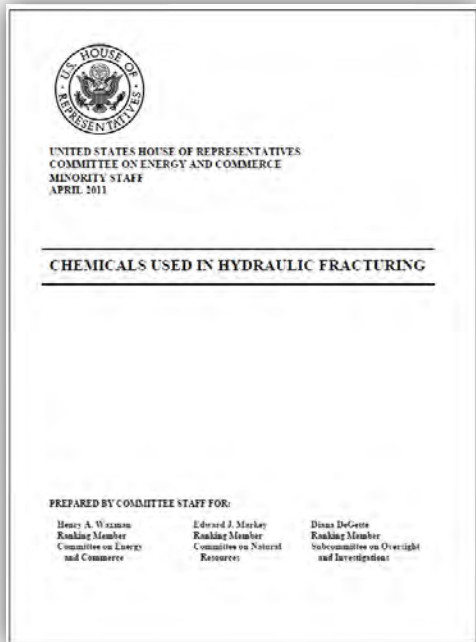 U.S. HOUSE OF
REPRESENTATIVES
UNITED STATES HOUSE OF REPRESENTATIVES
COMMITTEE ON ENERGY AND COMMERCE
MINORITY STAFF
APRIL 2011
CHEMICALS USED IN HYDRAULIC FRACTURING
PREPARED BY COMMITTEE STAFF FOR:
Henry A. Waxman Edward J. Markey Diana DeGette
Ranking Member Ranking Member Ranking Member
Committee on Energy Committee on Natural Subcommittee on Oversight
and Commerce Resources and Investigations